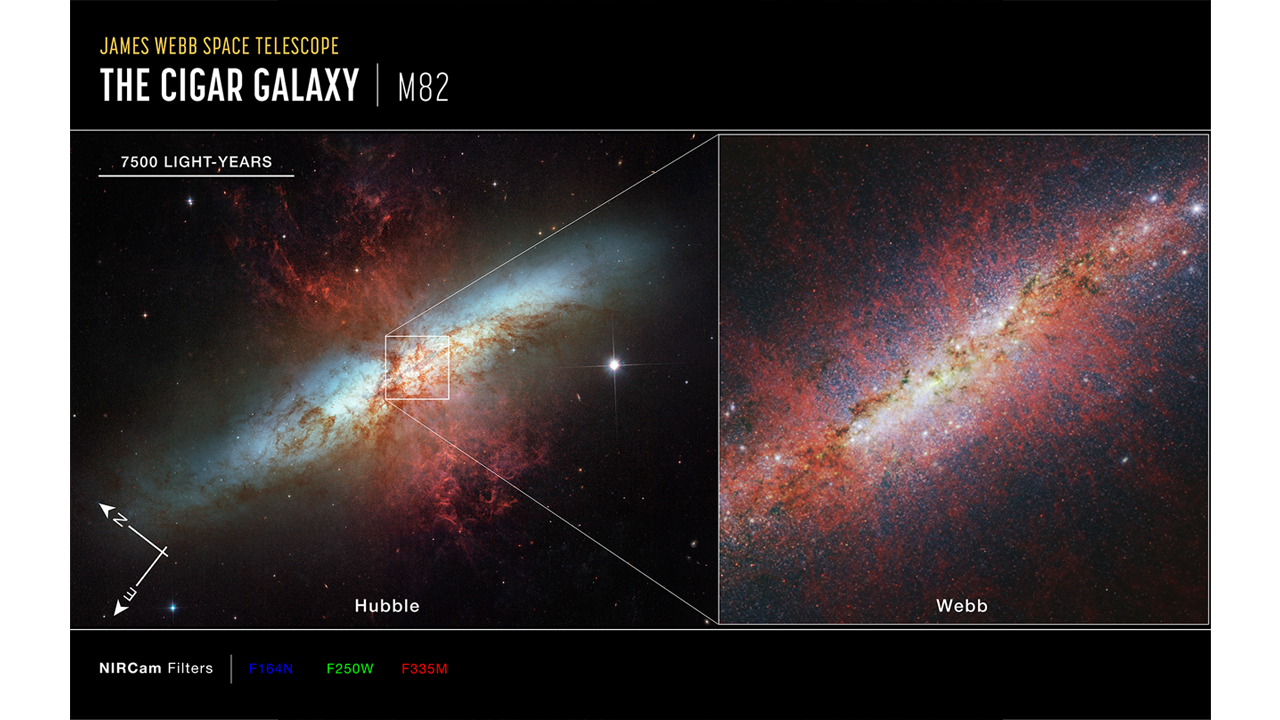 JAMES WEBB SPACE TELESCOPE
THE CIGAR GALAXY | M82
7500 LIGHT-YEARS
N
E
Hubble
Webb
NIRCam Filters | F164N F250W F335M